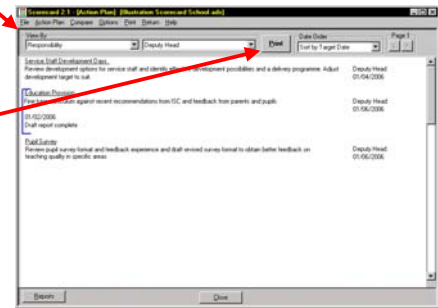 Scorecard 2.1 - [Action Plan] [Illustration Scorecard School.ads]
File Action Plan Compare Options Print Return Help
View By
Responsibility
Deputy Head
Print
Date Order
Sort by Target Date
Page 1
Service Staff Development Days.
Review development options for service staff and identify effective development possibilities and a delivery programme. Adjust
development target to suit.
Deputy Head
01/04/2006
Education Provision
against recent recommendations from ISC and feedback from parents and pupils
Deputy Head
01/06/2006
01/02/2006
Draft report complete
Pupil Survey
Review pupil survey format and feedback experience and draft revised survey format to obtain better feedback on
teaching quality in specific areas
Deputy Head
01/06/2006
Reports
Close